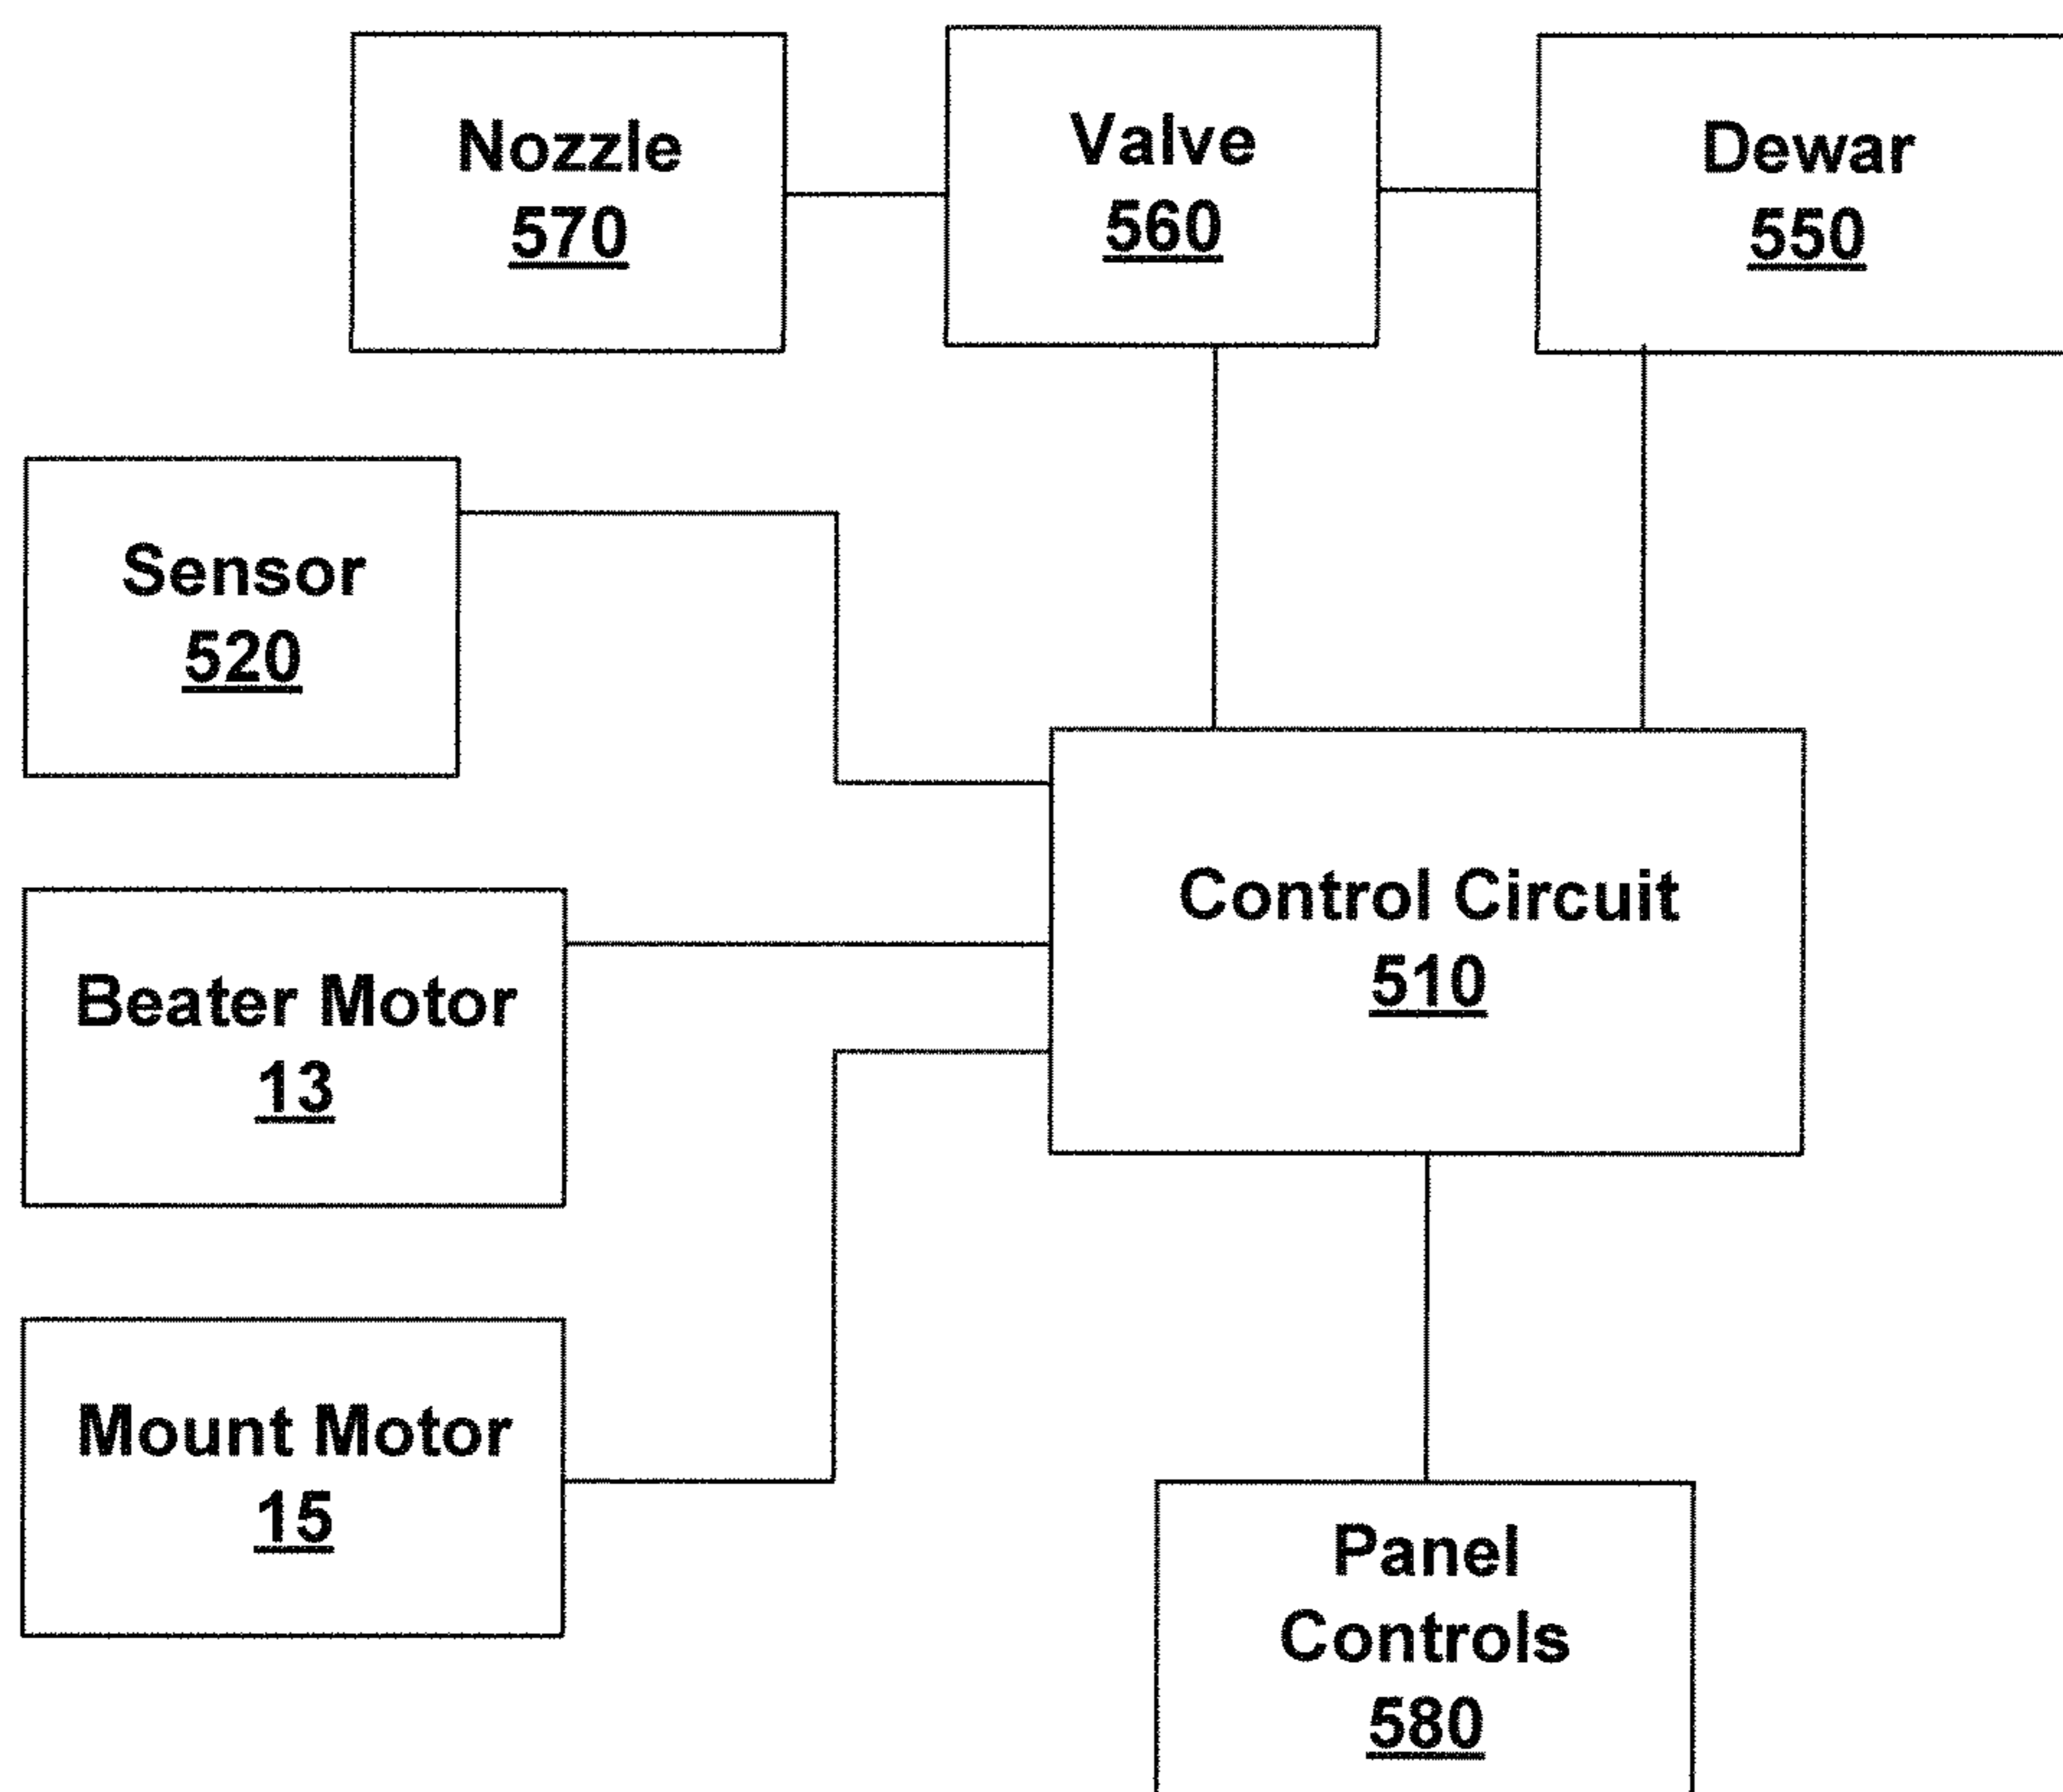 Nozzle
570
Valve
560
Dewar
550
Sensor
520
Control Circuit
510
Beater Motor
13
Mount Motor
15
Panel
Controls
580